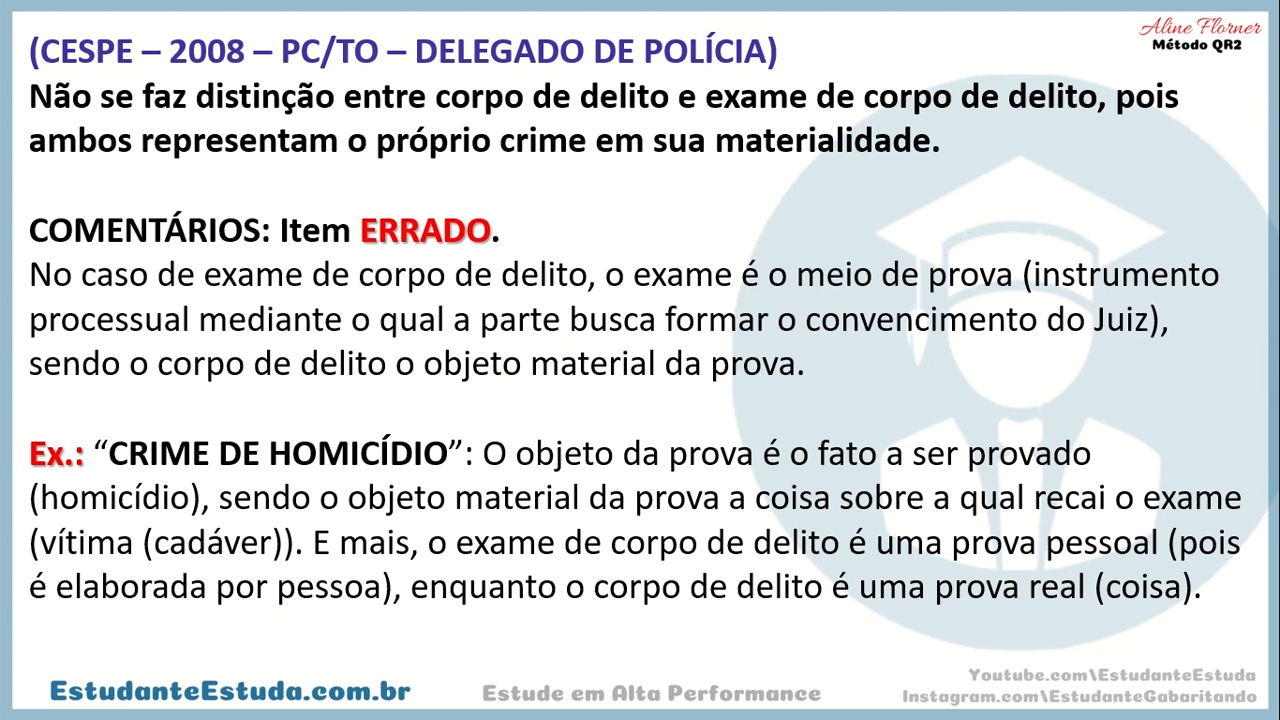 Aline Florner
Método QR2
(CESPE – 2008 – PC/TO – DELEGADO DE POLÍCIA)
Não se faz distinção entre corpo de delito e exame de corpo de delito, pois
ambos representam o próprio crime em sua materialidade.
COMENTÁRIOS: Item ERRADO.
No caso de exame de corpo de delito, o exame é o meio de prova (instrumento
processual mediante o qual a parte busca formar o convencimento do Juiz),
sendo o corpo de delito o objeto material da prova.
Ex.: “CRIME DE HOMICÍDIO”: O objeto da prova é o fato a ser provado
(homicídio), sendo o objeto material da prova a coisa sobre a qual recai o exame
(vítima (cadáver)). E mais, o exame de corpo de delito é uma prova pessoal (pois
é elaborada por pessoa), enquanto o corpo de delito é uma prova real (coisa).
EstudanteEstuda.com.br
Estude em Alta Performance
Youtube.com\EstudanteEstuda
Instagram.com\EstudanteGabaritando